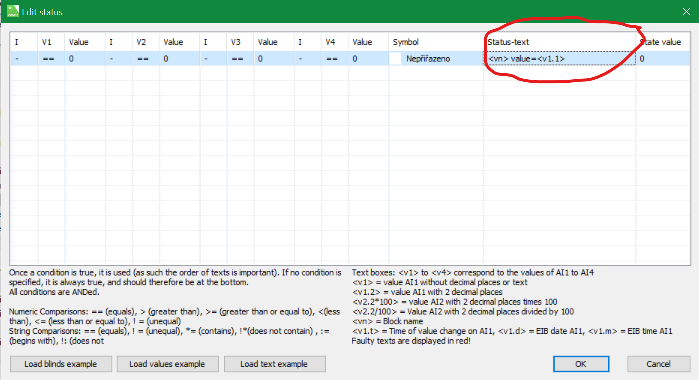 Edit status
I V1 Value I V2 Value I V3 Value I V4 Value Symbol Status-text State value
- == 0 - == 0 - == 0 - == 0 Nepřiřazeno <vn> value=<v1.1> 0
Once a condition is true, it is used (as such the order of texts is important). If no condition is
specified, it is always true, and should therefore be at the bottom.
All conditions are ANDed.
Numeric Comparisons: == (equals), > (greater than), >= (greater than or equal to), <(less
than), <= (less than or equal to), ! = (unequal)
String Comparisons: == (equals), ! = (unequal), *= (contains), !*(does not contain) , :=
(begins with), !: (does not
Text boxes: <v1> to <v4> correspond to the values of AI1 to AI4
<v1> = value AI1 without decimal places or text
<v1.2> = value AI1 with 2 decimal places
<v2.2*100> = value AI2 with 2 decimal places times 100
<v2.2/100> = Value AI2 with 2 decimal places divided by 100
<vn> = Block name
<v1.t> = Time of value change on AI1, <v1.d> = EIB date AI1, <v1.m> = EIB time AI1
Faulty texts are displayed in red!
Load blinds example Load values example Load text example OK Cancel